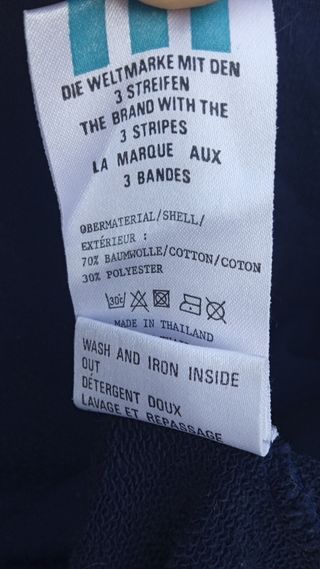 DIE WELTMARKE MIT DEN
3 STREIFEN
THE BRAND WITH THE
3 STRIPES
LA MARQUE AUX
3 BANDES
OBERMATERIAL/SHELL/
EXTÉRIEUR :
70% BAUMWOLLE/COTTON/COTON
30% POLYESTER
30c
MADE IN THAILAND
WASH AND IRON INSIDE
OUT
DÉTERGENT DOUX
LAVAGE ET REPASSAGE